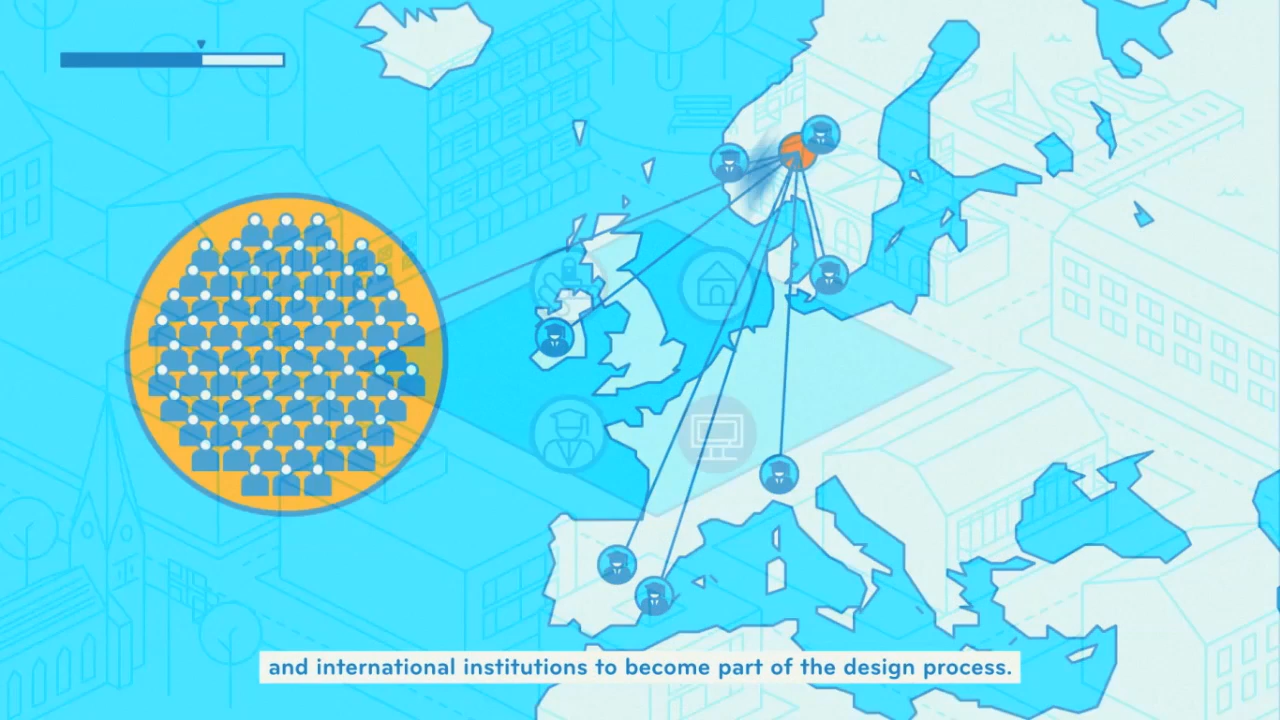 and international institutions to become part of the design process.